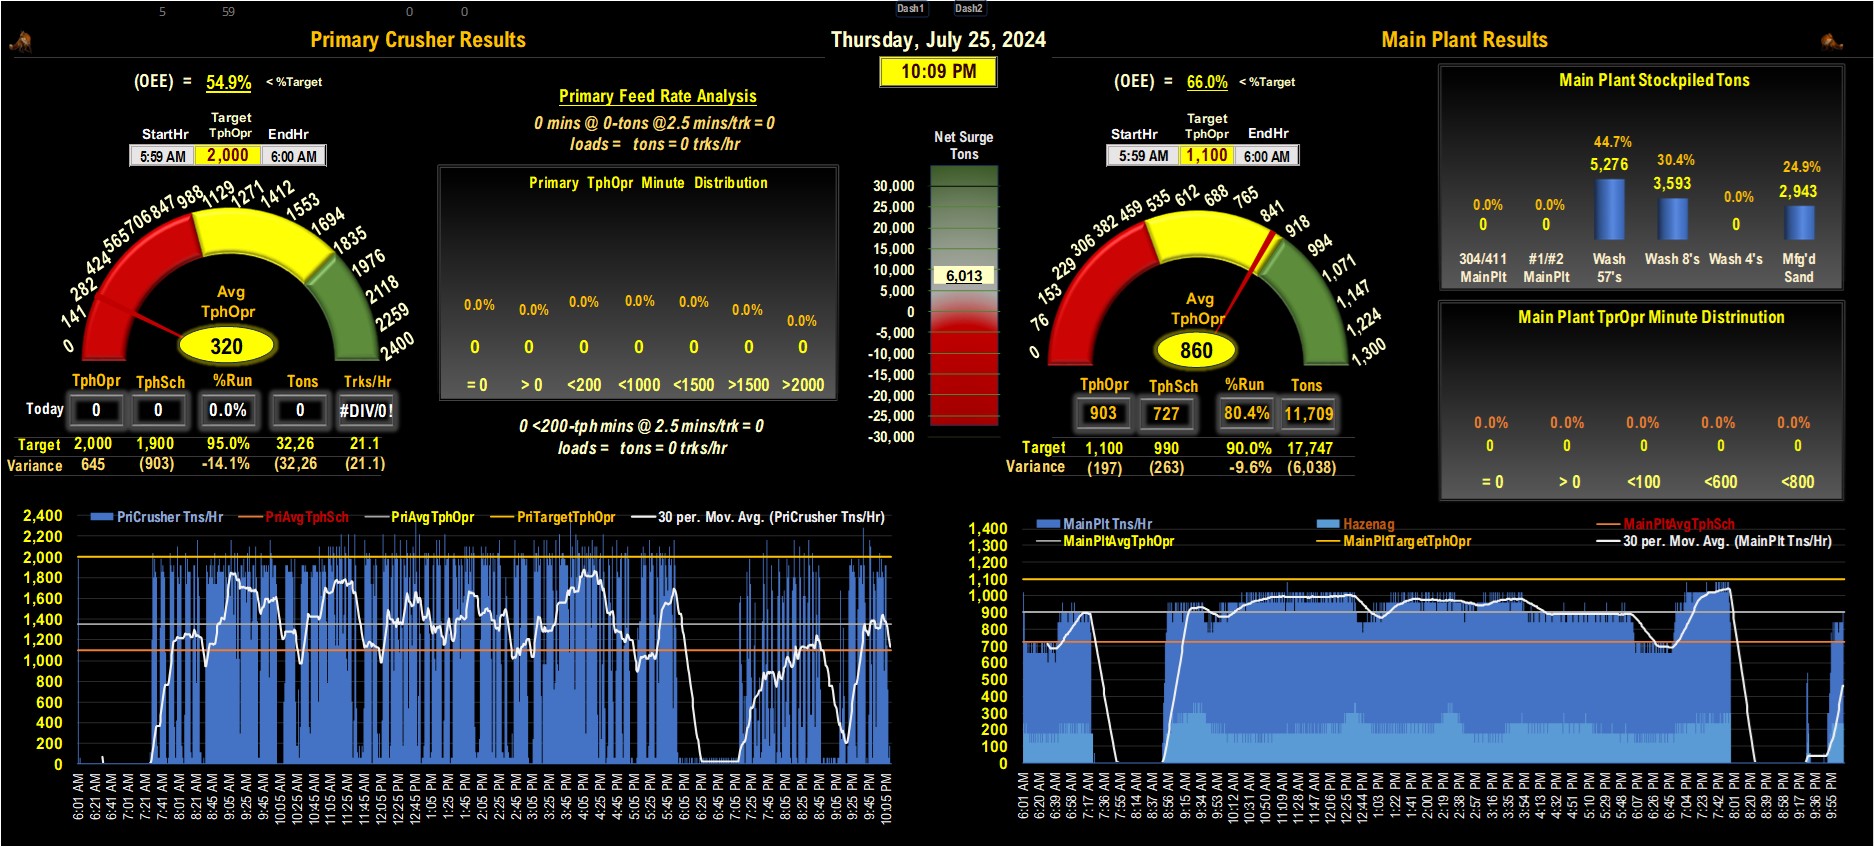 5 59 0 0 Dash1 Dash2
Primary Crusher Results
Thursday, July 25, 2024
10:09 PM
Main Plant Results
(OEE) = 54.9% < %Target
Target
StartHr TphOpr EndHr
5:59 AM 2,000 6:00 AM
0 141 282 424 565 706 847 988 1129 1271 1412 1553 1694 1835 1976 2118 2259 2400
Avg
TphOpr
320
TphOpr TphSch %Run Tons Trks/Hr
Today 0 0 0.0% 0 #DIV/0!
Target 2,000 1,900 95.0% 32,26 21.1
Variance 645 (903) -14.1% (32,26 (21.1)
Primary Feed Rate Analysis
0 mins @ 0-tons @2.5 mins/trk = 0
loads = tons = 0 trks/hr
Primary TphOpr Minute Distribution
0.0% 0.0% 0.0% 0.0% 0.0% 0.0% 0.0%
0 0 0 0 0 0 0
= 0 > 0 <200 <1000 <1500 >1500 >2000
0 <200-tph mins @ 2.5 mins/trk = 0
loads = tons = 0 trks/hr
Net Surge
Tons
30,000
25,000
20,000
15,000
10,000
6,013
5,000
0
-5,000
-10,000
-15,000
-20,000
-25,000
-30,000
(OEE) = 66.0% < %Target
Target
StartHr TphOpr EndHr
5:59 AM 1,100 6:00 AM
0 76 153 229 306 382 459 535 612 688 765 841 918 994 1,071 1,147 1,224 1,300
Avg
TphOpr
860
TphOpr TphSch %Run Tons
903 727 80.4% 11,709
Target 1,100 990 90.0% 17,747
Variance (197) (263) -9.6% (6,038)
Main Plant Stockpiled Tons
0.0% 0.0% 44.7% 30.4% 0.0% 24.9%
0 0 5,276 3,593 0 2,943
304/411 #1/#2 Wash Wash 8's Wash 4's Mfg'd
MainPlt MainPlt 57's Sand
Main Plant TprOpr Minute Distrinution
0.0% 0.0% 0.0% 0.0% 0.0%
0 0 0 0 0
= 0 > 0 <100 <600 <800
PriCrusher Tns/Hr PriAvgTphSch PriAvgTphOpr PriTargetTphOpr 30 per. Mov. Avg. (PriCrusher Tns/Hr)
2,400
2,200
2,000
1,800
1,600
1,400
1,200
1,000
800
600
400
200
0
6:01 AM 6:21 AM 6:41 AM 7:01 AM 7:21 AM 7:41 AM 8:01 AM 8:21 AM 8:45 AM 9:05 AM 9:25 AM 9:45 AM 10:05 AM 10:25 AM 10:45 AM 11:05 AM 11:25 AM 11:45 AM 12:05 PM 12:25 PM 12:45 PM 1:05 PM 1:25 PM 1:45 PM 2:05 PM 2:25 PM 2:45 PM 3:05 PM 3:25 PM 3:45 PM 4:05 PM 4:25 PM 4:45 PM 5:05 PM 5:25 PM 5:45 PM 6:05 PM 6:25 PM 6:45 PM 7:05 PM 7:25 PM 7:45 PM 8:05 PM 8:25 PM 8:45 PM 9:05 PM 9:25 PM 9:45 PM 10:05 PM
MainPlt Tns/Hr Hazenag MainPltAvgTphSch
MainPltAvgTphOpr MainPltTargetTphOpr 30 per. Mov. Avg. (MainPlt Tns/Hr)
1,400
1,300
1,200
1,100
1,000
900
800
700
600
500
400
300
200
100
0
6:01 AM 6:20 AM 6:39 AM 6:58 AM 7:17 AM 7:36 AM 7:55 AM 8:14 AM 8:37 AM 8:56 AM 9:15 AM 9:34 AM 9:53 AM 10:12 AM 10:31 AM 10:50 AM 11:09 AM 11:28 AM 11:47 AM 12:06 PM 12:25 PM 12:44 PM 1:03 PM 1:22 PM 1:41 PM 2:00 PM 2:19 PM 2:38 PM 2:57 PM 3:16 PM 3:35 PM 3:54 PM 4:13 PM 4:32 PM 4:51 PM 5:10 PM 5:29 PM 5:48 PM 6:07 PM 6:26 PM 6:45 PM 7:04 PM 7:23 PM 7:42 PM 8:01 PM 8:20 PM 8:39 PM 8:58 PM 9:17 PM 9:36 PM 9:55 PM